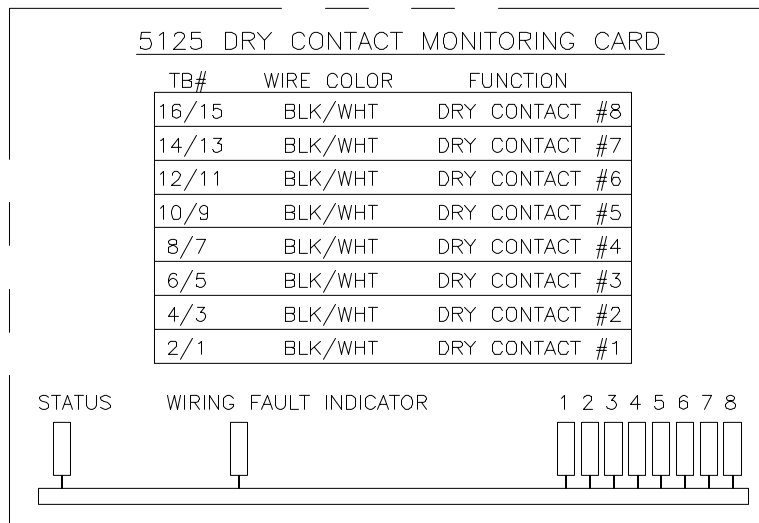 5125 DRY CONTACT MONITORING CARD
TB# WIRE COLOR FUNCTION
16/15 BLK/WHT DRY CONTACT #8
14/13 BLK/WHT DRY CONTACT #7
12/11 BLK/WHT DRY CONTACT #6
10/9 BLK/WHT DRY CONTACT #5
8/7 BLK/WHT DRY CONTACT #4
6/5 BLK/WHT DRY CONTACT #3
4/3 BLK/WHT DRY CONTACT #2
2/1 BLK/WHT DRY CONTACT #1
STATUS WIRING FAULT INDICATOR 1 2 3 4 5 6 7 8